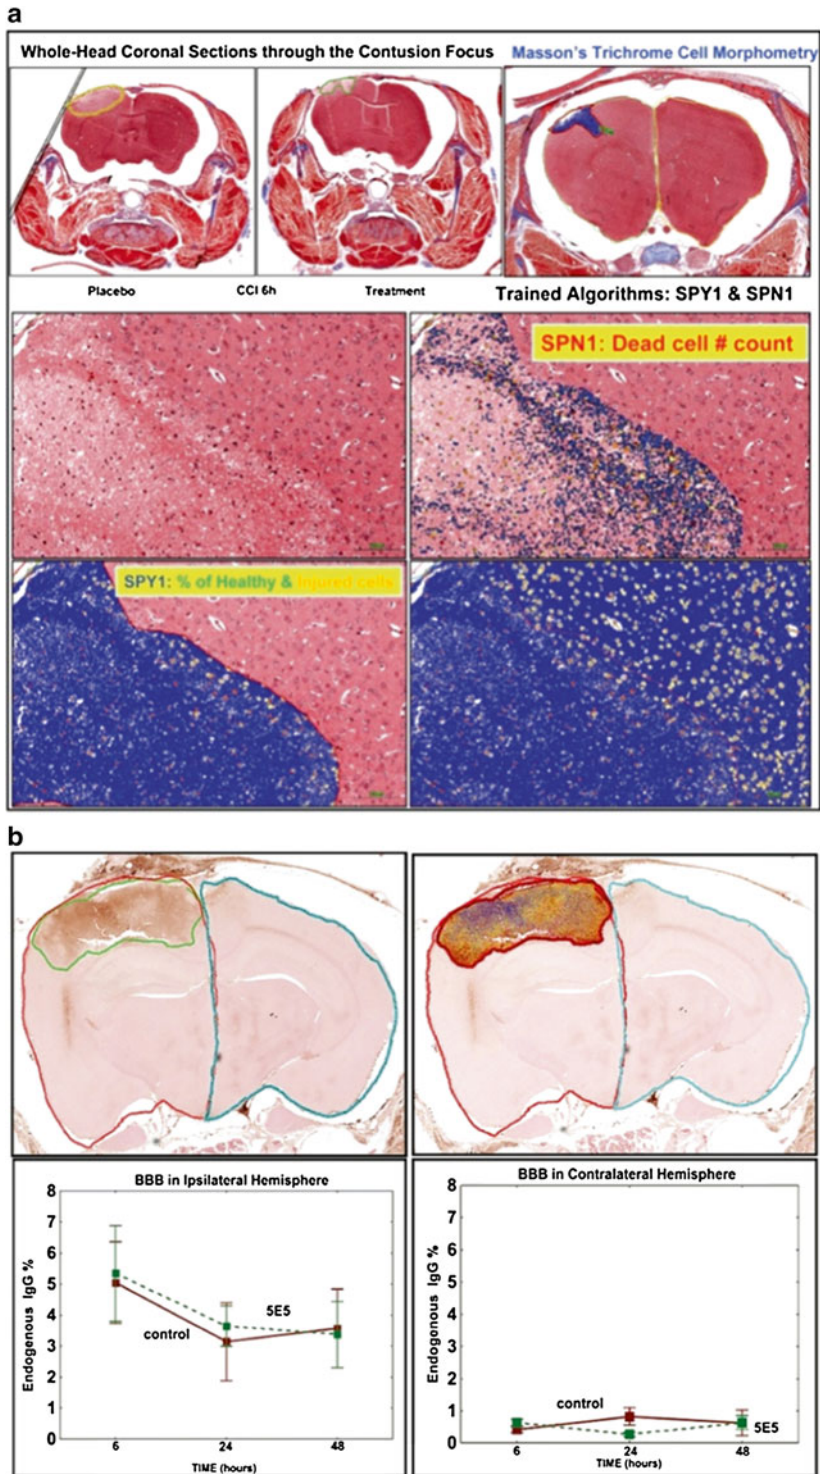 a
Whole-Head Coronal Sections through the Contusion Focus
Masson's Trichrome Cell Morphometry
Placebo
CCI 6h
Treatment
Trained Algorithms: SPY1 & SPN1
SPN1: Dead cell # count
SPY1: % of Healthy & Injured cells
b
BBB in Ipsilateral Hemisphere
8
7
6
5
4
3
2
1
0
Endogenous IgG %
5E5
control
6
24
48
TIME (hours)
BBB in Contralateral Hemisphere
8
7
6
5
4
3
2
1
0
Endogenous IgG %
control
5E5
6
24
48
TIME (hours)